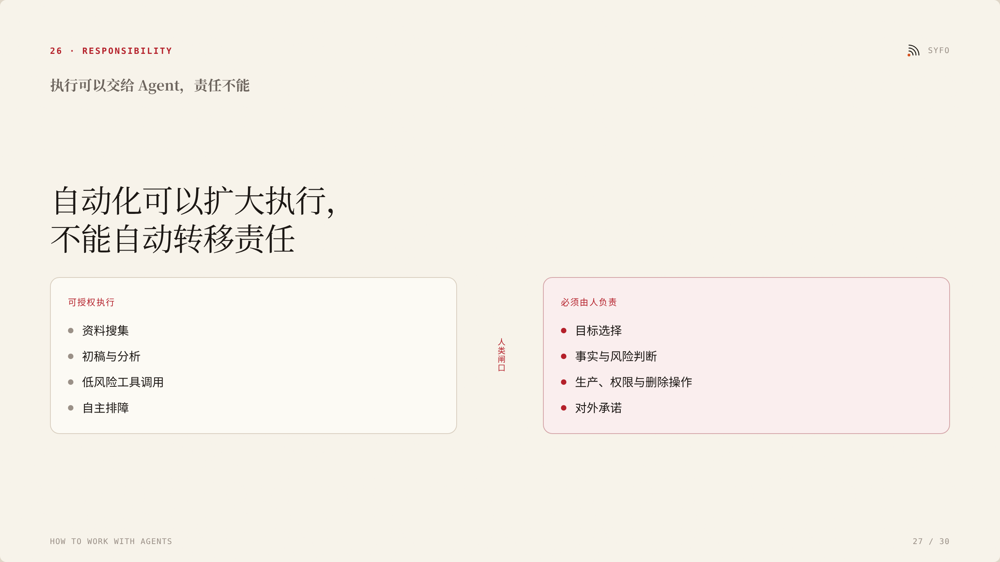 26 · RESPONSIBILITY
SYFO
执行可以交给 Agent，责任不能
自动化可以扩大执行，
不能自动转移责任
可授权执行
资料搜集
初稿与分析
低风险工具调用
自主排障
人类闸口
必须由人负责
目标选择
事实与风险判断
生产、权限与删除操作
对外承诺
HOW TO WORK WITH AGENTS
27 / 30